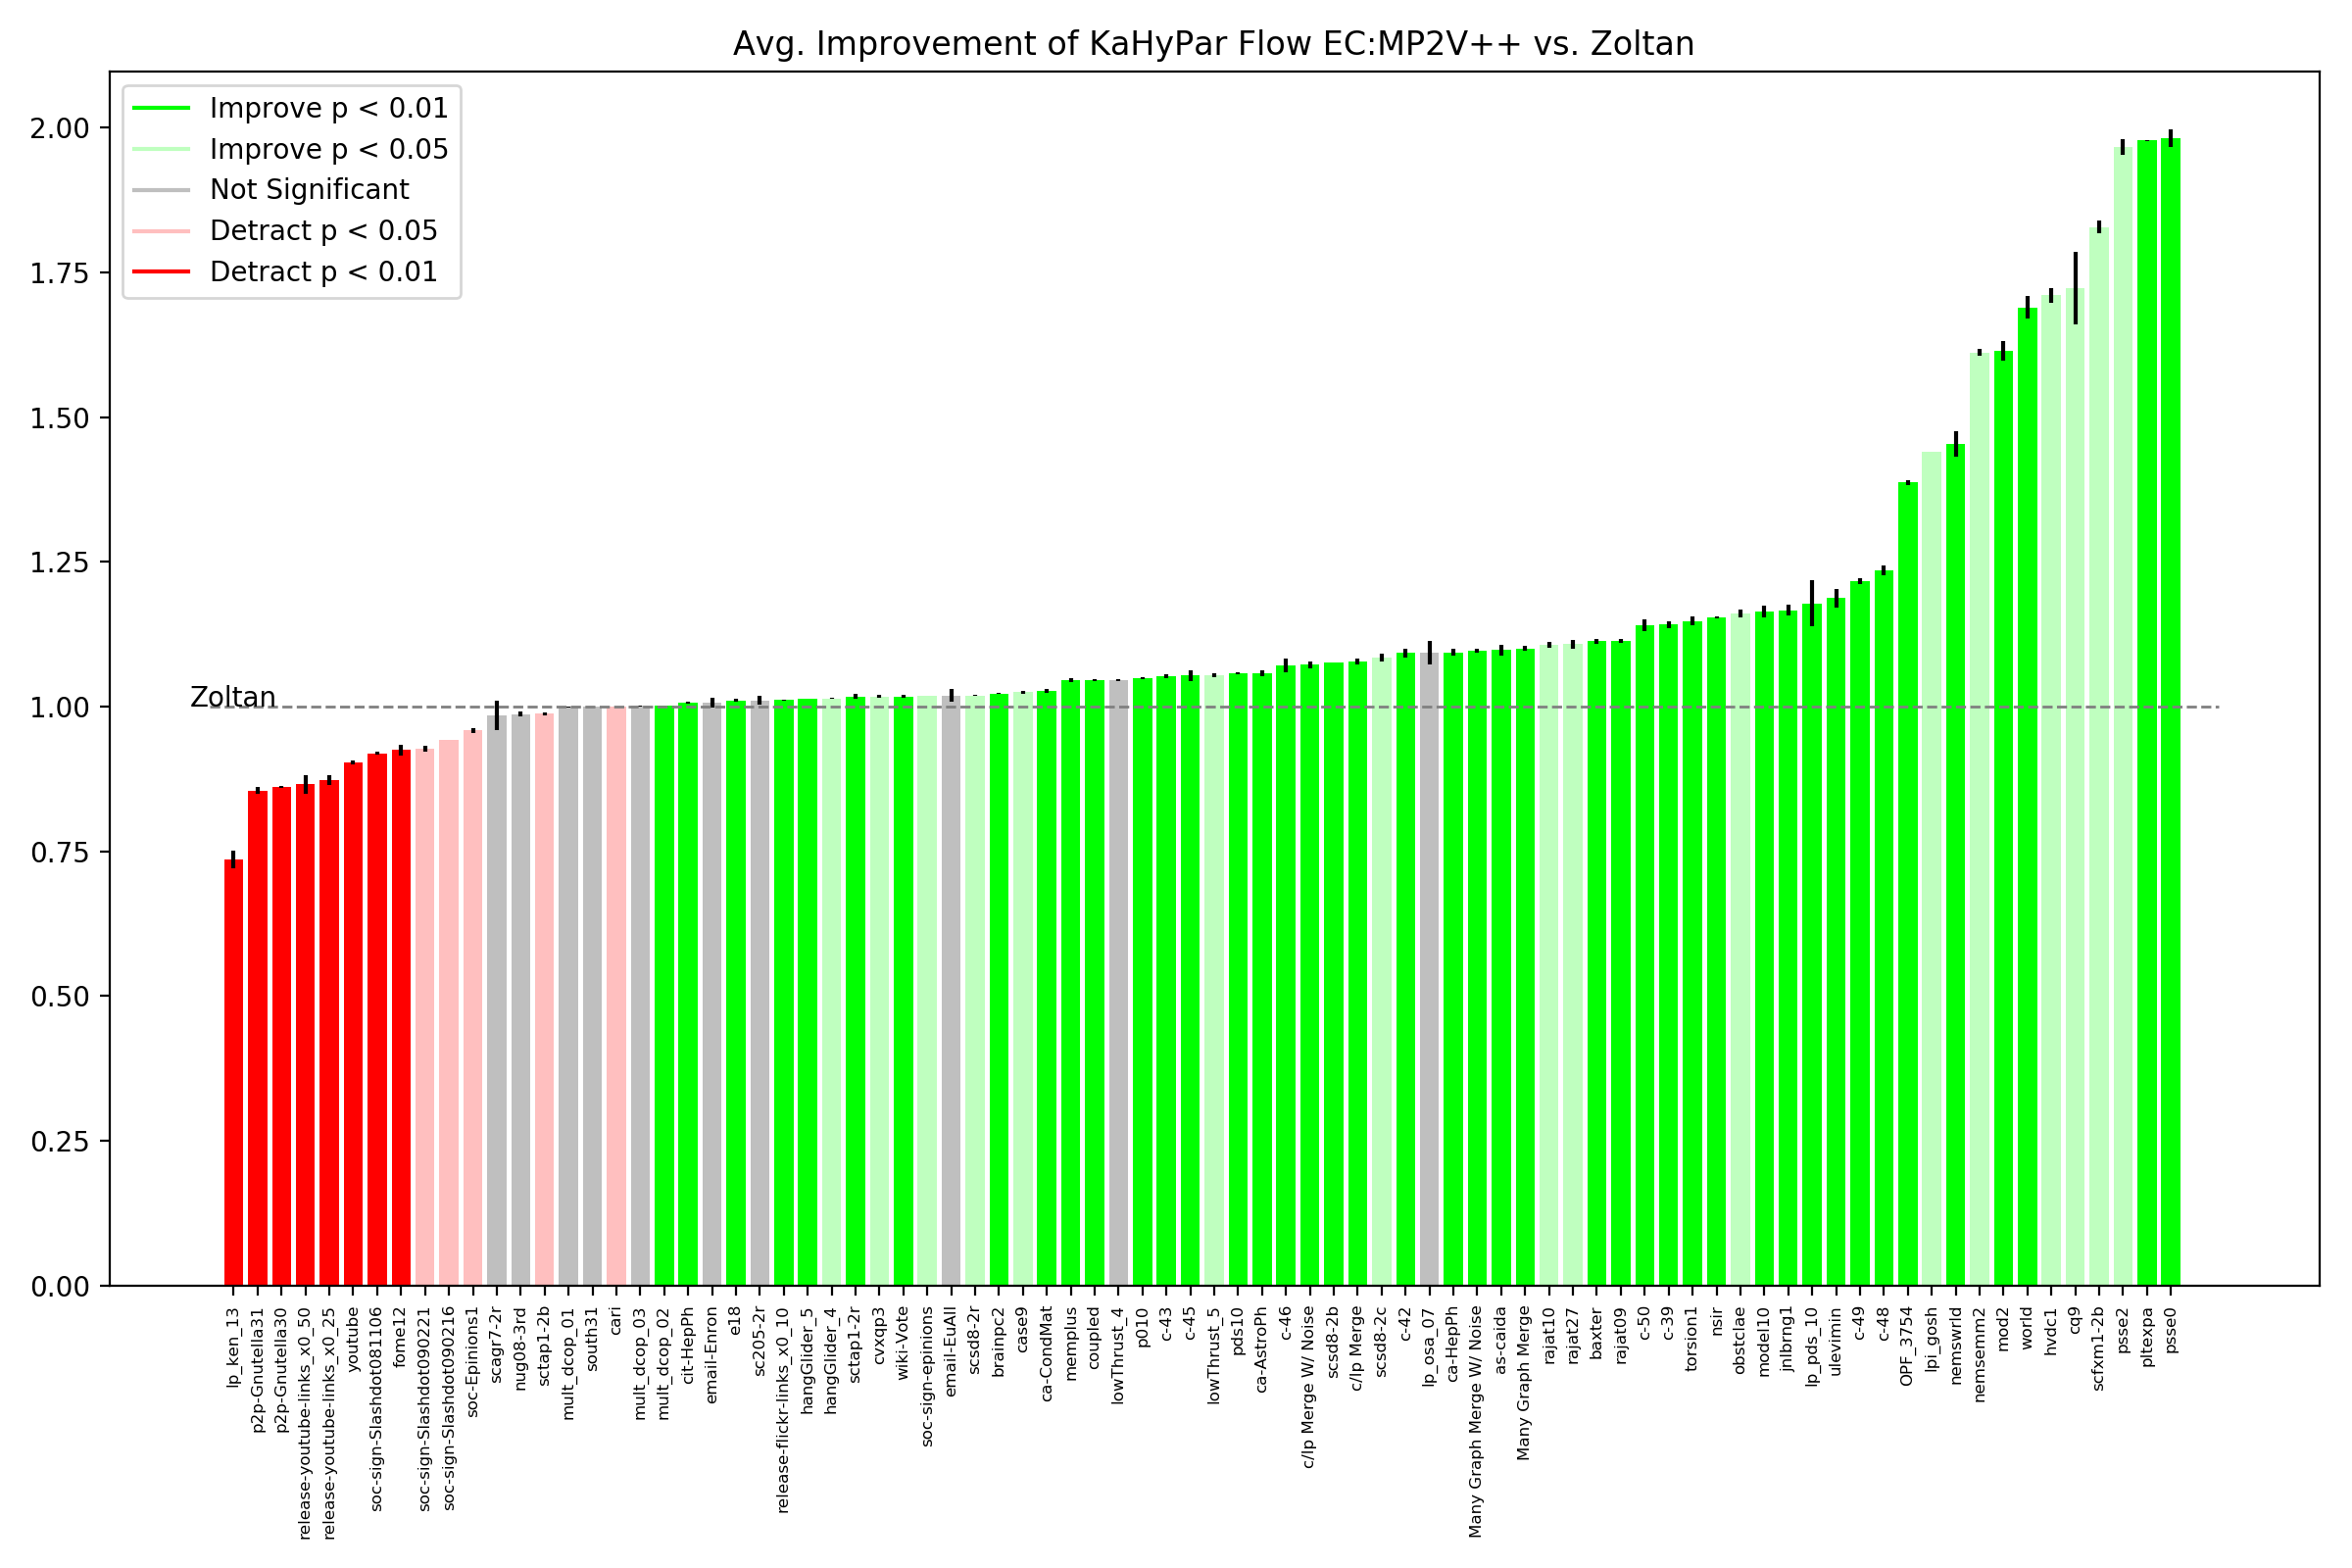 Avg. Improvement of KaHyPar Flow EC:MP2V++ vs. Zoltan
Improve p < 0.01
Improve p < 0.05
Not Significant
Detract p < 0.05
Detract p < 0.01
2.00
1.75
1.50
1.25
1.00
0.75
0.50
0.25
0.00
Zoltan
lp_ken_13
p2p-Gnutella31
p2p-Gnutella30
release-youtube-links_x0_50
release-youtube-links_x0_25
youtube
soc-sign-Slashdot081106
fome12
soc-sign-Slashdot090221
soc-sign-Slashdot090216
soc-Epinions1
scagr7-2r
nug08-3rd
sctap1-2b
mult_dcop_01
south31
cari
mult_dcop_03
mult_dcop_02
cit-HepPh
email-Enron
e18
sc205-2r
release-flickr-links_x0_10
hangGlider_5
hangGlider_4
sctap1-2r
cvxqp3
wiki-Vote
soc-sign-epinions
email-EuAll
scsd8-2r
brainpc2
case9
ca-CondMat
memplus
coupled
lowThrust_4
p010
c-43
c-45
lowThrust_5
pds10
ca-AstroPh
c-46
c/lp Merge W/ Noise
scsd8-2b
c/lp Merge
scsd8-2c
c-42
lp_osa_07
ca-HepPh
Many Graph Merge W/ Noise
as-caida
Many Graph Merge
rajat10
rajat27
baxter
rajat09
c-50
c-39
torsion1
nsir
obstclae
model10
jnlbrng1
lp_pds_10
ulevimin
c-49
c-48
OPF_3754
lpi_gosh
nemswrld
nemsemm2
mod2
world
hvdc1
cq9
scfxm1-2b
psse2
pltexpa
psse0